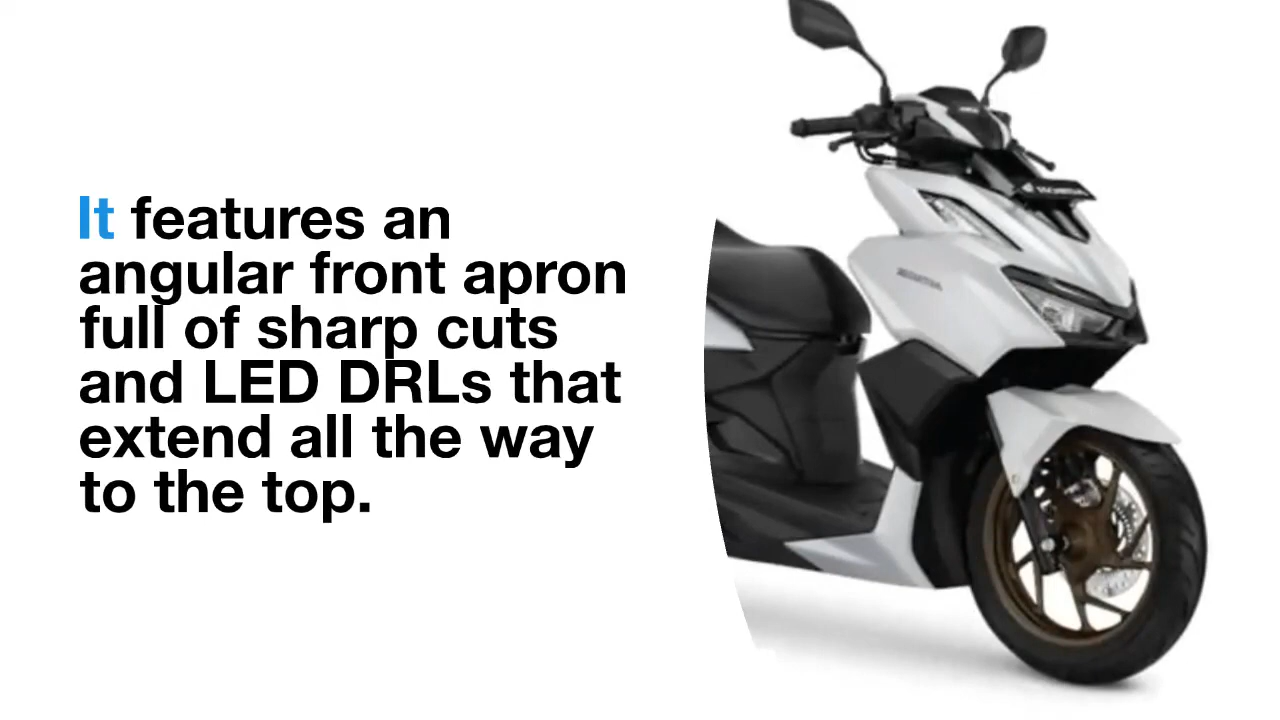 It features an
angular front apron
full of sharp cuts
and LED DRLs that
extend all the way
to the top.
HONDA